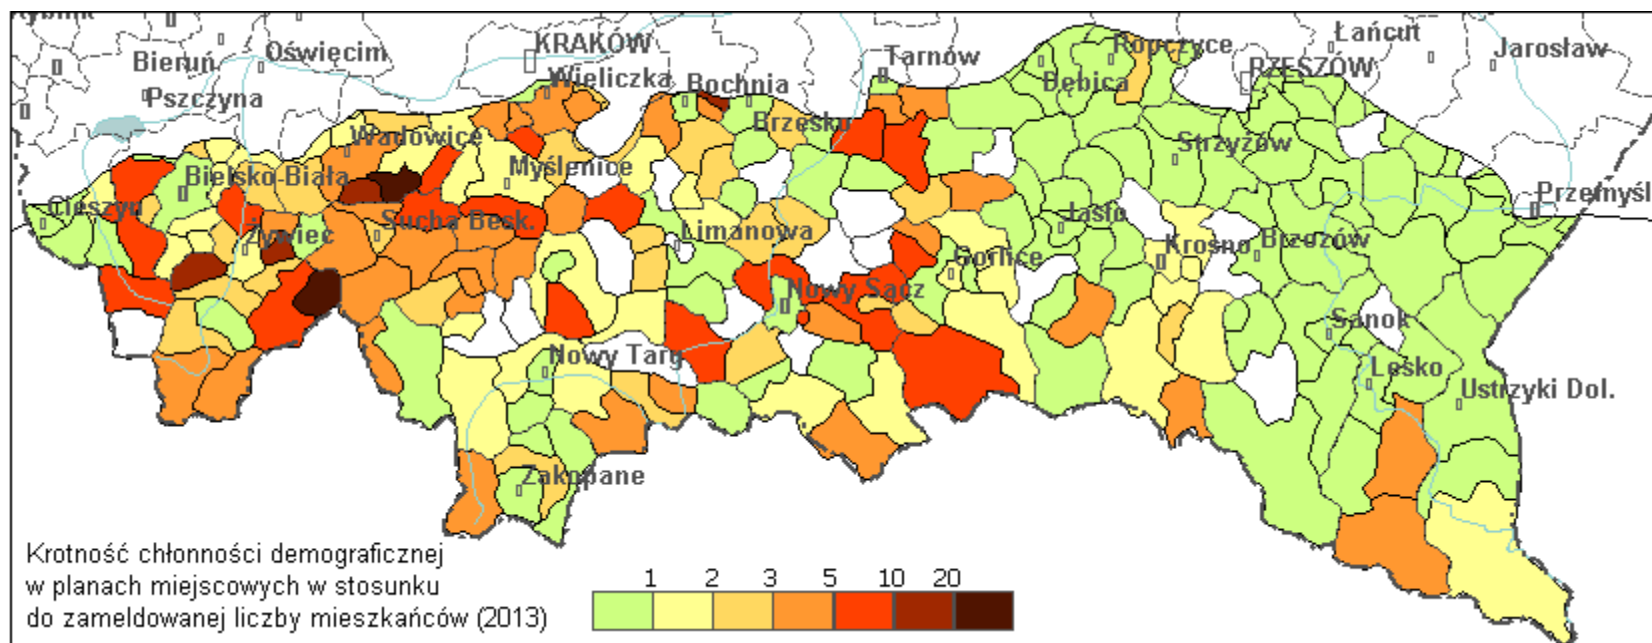 Łańcut
KRAKÓW
Ropczyce
Jarosław
Oświęcim
Tarnów
Bieruń
RZESZÓW
Wieliczka
Bochnia
Dębica
Pszczyna
Brzesko
Wadowice
Strzyżów
Myślenice
Bielsko-Biała
Przemyśl
Cieszyn
Jasło
Sucha Besk.
Limanowa
Żywiec
Krosno
Brzozów
Gorlice
Nowy Sącz
Sanok
Nowy Targ
Lesko
Ustrzyki Dol.
Zakopane
Krotność chłonności demograficznej
w planach miejscowych w stosunku
do zameldowanej liczby mieszkańców (2013)
1 2 3 5 10 20